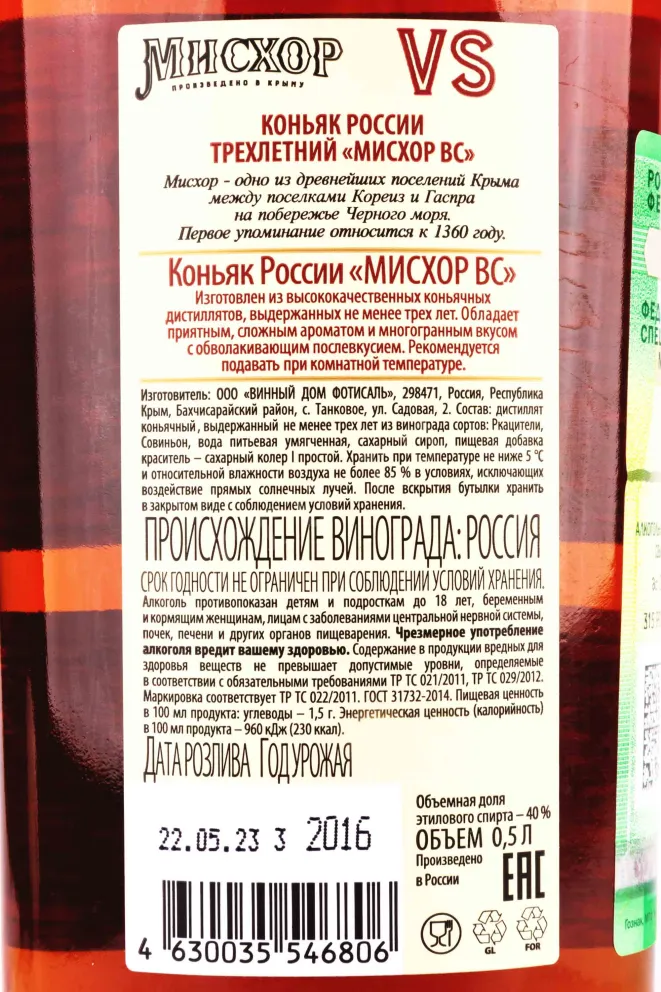 МИСХОР
ПРОИЗВЕДЕНО В КРЫМУ
VS
КОНЬЯК РОССИИ
ТРЕХЛЕТНИЙ «МИСХОР ВС»
Мисхор - одно из древнейших поселений Крыма
между поселками Кореиз и Гаспра
на побережье Черного моря.
Первое упоминание относится к 1360 году.
Коньяк России «МИСХОР ВС»
Изготовлен из высококачественных коньячных
дистиллятов, выдержанных не менее трех лет. Обладает
приятным, сложным ароматом и многогранным вкусом
с обволакивающим послевкусием. Рекомендуется
подавать при комнатной температуре.
Изготовитель: ООО «ВИННЫЙ ДОМ ФОТИСАЛЬ», 298471, Россия, Республика
Крым, Бахчисарайский район, с. Танковое, ул. Садовая, 2. Состав: дистиллят
коньячный, выдержанный не менее трех лет из винограда сортов: Ркацители,
Совиньон, вода питьевая умягченная, сахарный сироп, пищевая добавка
краситель – сахарный колер I простой. Хранить при температуре не ниже 5 °С
и относительной влажности воздуха не более 85 % в условиях, исключающих
воздействие прямых солнечных лучей. После вскрытия бутылки хранить
в закрытом виде с соблюдением условий хранения.
ПРОИСХОЖДЕНИЕ ВИНОГРАДА: РОССИЯ
СРОК ГОДНОСТИ НЕ ОГРАНИЧЕН ПРИ СОБЛЮДЕНИИ УСЛОВИЙ ХРАНЕНИЯ.
Алкоголь противопоказан детям и подросткам до 18 лет, беременным
и кормящим женщинам, лицам с заболеваниями центральной нервной системы,
почек, печени и других органов пищеварения. Чрезмерное употребление
алкоголя вредит вашему здоровью. Содержание в продукции вредных для
здоровья веществ не превышает допустимые уровни, определяемые
в соответствии с обязательными требованиями ТР ТС 021/2011, ТР ТС 029/2012.
Маркировка соответствует ТР ТС 022/2011. ГОСТ 31732-2014. Пищевая ценность
в 100 мл продукта: углеводы – 1,5 г. Энергетическая ценность (калорийность)
в 100 мл продукта – 960 кДж (230 ккал).
ДАТА РОЗЛИВА ГОД УРОЖАЯ
22.05.23 3 2016
Объемная доля
этилового спирта – 40 %
ОБЪЕМ 0,5 Л
Произведено
в России
EAC
GL
FOR
4 630035 546806